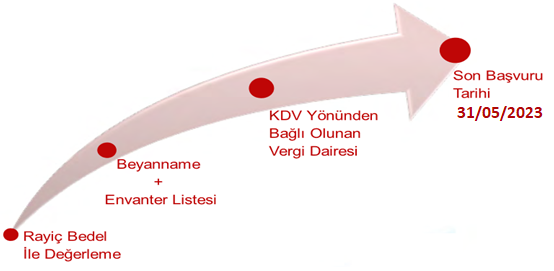 Rayiç Bedel
İle Değerleme
Beyanname
+
Envanter Listesi
KDV Yönünden
Bağlı Olunan
Vergi Dairesi
Son Başvuru
Tarihi
31/05/2023